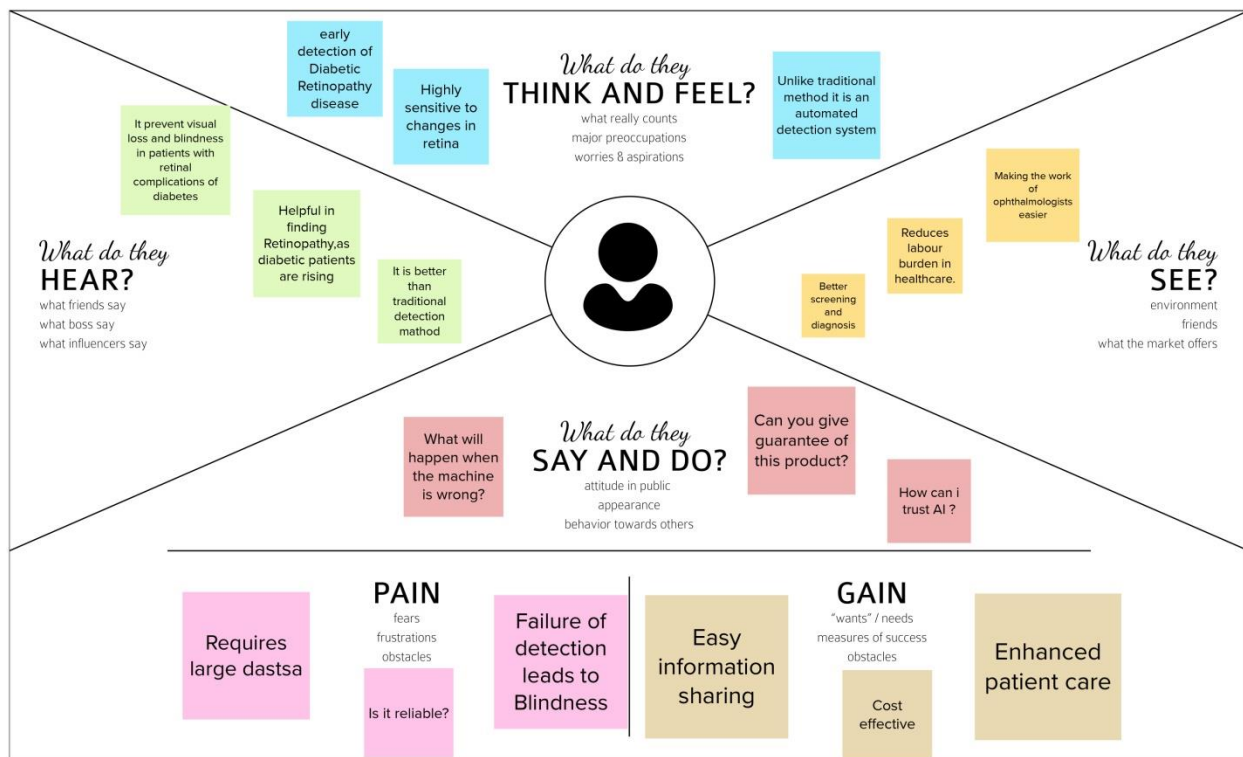 early
detection of
Diabetic
Retinopathy
disease
Highly
sensitive to
changes in
retina
What do they
THINK AND FEEL?
what really counts
major preoccupations
worries & aspirations
Unlike traditional
method it is an
automated
detection system
It prevent visual
loss and blindness
in patients with
retinal
complications of
diabetes
Helpful in
finding
Retinopathy,as
diabetic patients
are rising
It is better
than
traditional
detection
mathod
What do they
HEAR?
what friends say
what boss say
what influencers say
Making the work
of
ophthalmologists
easier
Reduces
labour
burden in
healthcare.
Better
screening
and
diagnosis
What do they
SEE?
environment
friends
what the market offers
What will
happen when
the machine
is wrong?
What do they
SAY AND DO?
attitude in public
appearance
behavior towards others
Can you give
guarantee of
this product?
How can i
trust AI ?
PAIN
fears
frustrations
obstacles
Requires
large dastsa
Is it reliable?
Failure of
detection
leads to
Blindness
GAIN
“wants” / needs
measures of success
obstacles
Easy
information
sharing
Cost
effective
Enhanced
patient care